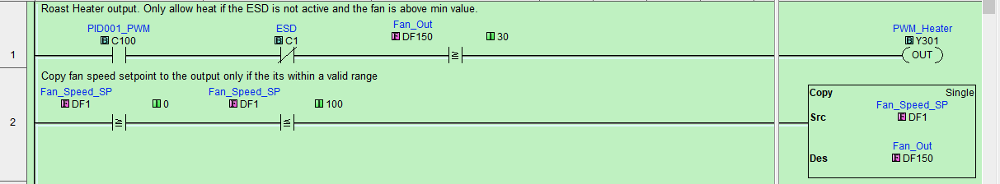 Roast Heater output. Only allow heat if the ESD is not active and the fan is above min value.
PID001_PWM ESD Fan_Out PWM_Heater
B C100 B C1 F DF150 I 30 B Y301
1 ≥ OUT
Copy fan speed setpoint to the output only if the its within a valid range
Fan_Speed_SP Fan_Speed_SP Copy Single
F DF1 I 0 F DF1 I 100 Fan_Speed_SP
2 ≥ ≤ Src F DF1
Fan_Out
Des F DF150